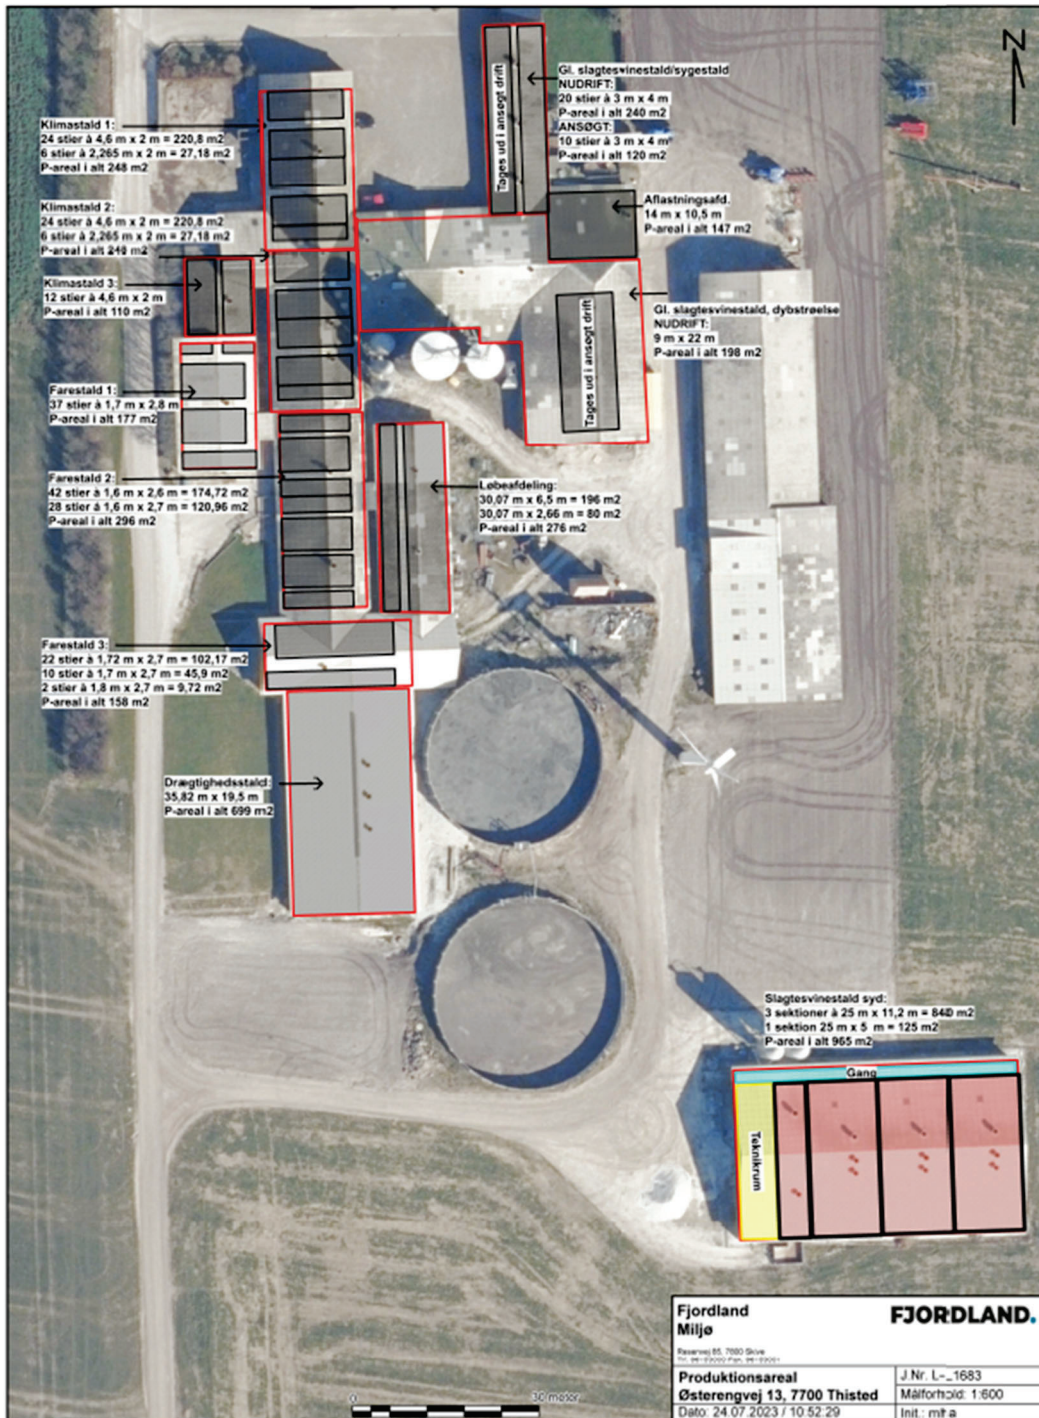 N
Gl. slagtesvinestald/sygestald
NUDRIFT:
20 stier à 3 m x 4 m
P-areal i alt 240 m2
ANSØGT:
10 stier à 3 m x 4 m
P-areal i alt 120 m2
Tages ud i ansøgt drift
Klimastald 1:
24 stier à 4,6 m x 2 m = 220,8 m2
6 stier à 2,265 m x 2 m = 27,18 m2
P-areal i alt 248 m2
Klimastald 2:
24 stier à 4,6 m x 2 m = 220,8 m2
6 stier à 2,265 m x 2 m = 27,18 m2
P-areal i alt 240 m2
Aflastningsafd.
14 m x 10,5 m
P-areal i alt 147 m2
Klimastald 3:
12 stier à 4,6 m x 2 m
P-areal i alt 110 m2
Gl. slagtesvinestald, dybstrøelse
NUDRIFT:
9 m x 22 m
P-areal i alt 198 m2
Tages ud i ansøgt drift
Farestald 1:
37 stier à 1,7 m x 2,8 m
P-areal i alt 177 m2
Farestald 2:
42 stier à 1,6 m x 2,6 m = 174,72 m2
28 stier à 1,6 m x 2,7 m = 120,96 m2
P-areal i alt 296 m2
Løbeafdeling:
30,07 m x 6,5 m = 196 m2
30,07 m x 2,66 m = 80 m2
P-areal i alt 276 m2
Farestald 3:
22 stier à 1,72 m x 2,7 m = 102,17 m2
10 stier à 1,7 m x 2,7 m = 45,9 m2
2 stier à 1,8 m x 2,7 m = 9,72 m2
P-areal i alt 158 m2
Drægtighedsstald:
35,82 m x 19,5 m
P-areal i alt 699 m2
Slagtesvinestald syd:
3 sektioner à 25 m x 11,2 m = 840 m2
1 sektion 25 m x 5 m = 125 m2
P-areal i alt 965 m2
Gang
Teknikrum
Fjordland
Miljø
FJORDLAND.
7800 Skive
Produktionsareal
Østerengvej 13, 7700 Thisted
Dato: 24.07.2023 / 10:52:29
J.Nr. L-_1683
Målforhold: 1:600
Init.:
0 30 meter